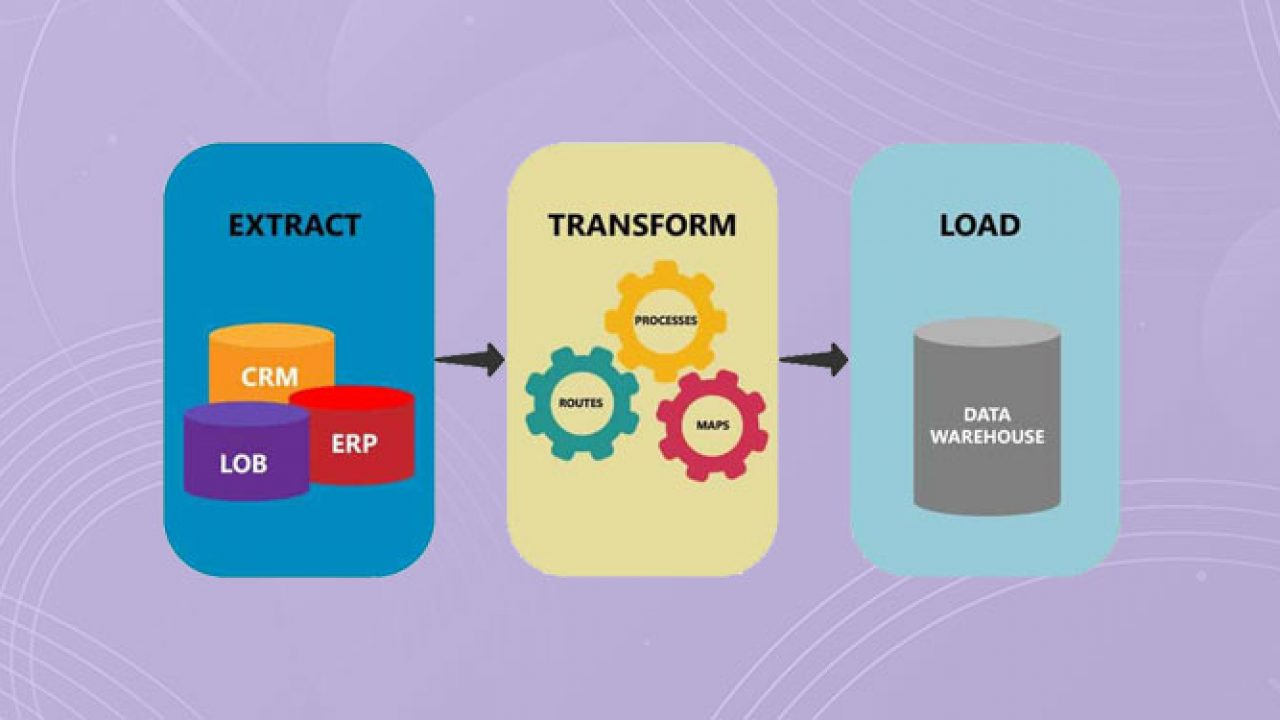 EXTRACT
CRM
ERP
LOB
TRANSFORM
PROCESSES
ROUTES
MAPS
LOAD
DATA
WAREHOUSE